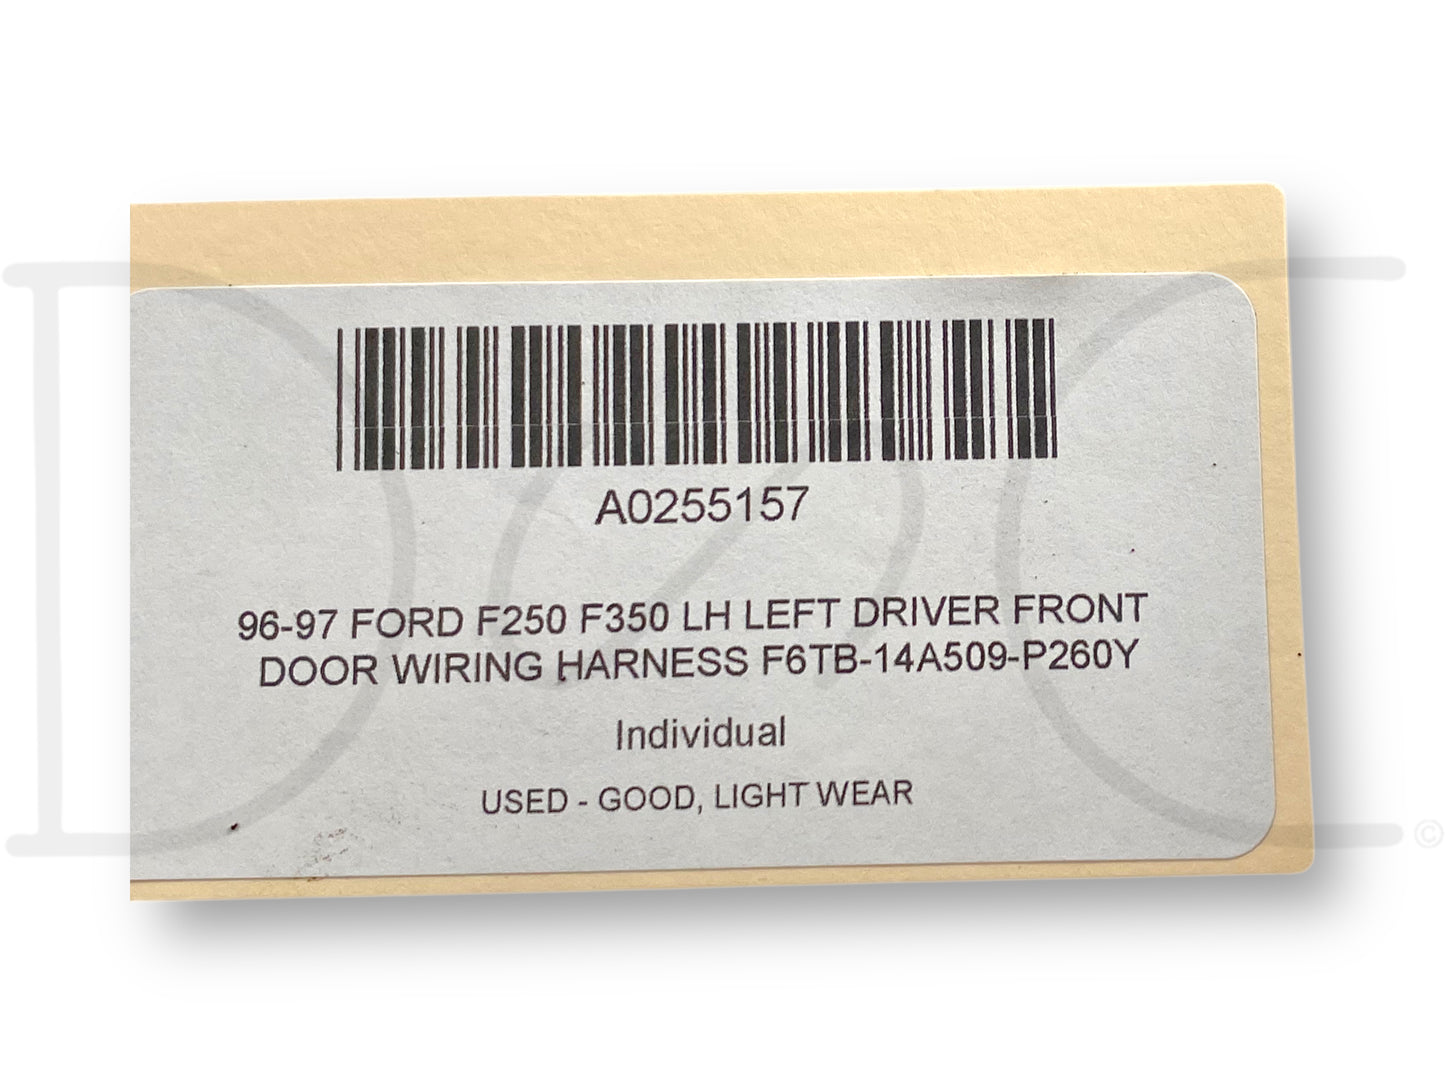 A0255157
96-97 FORD F250 F350 LH LEFT DRIVER FRONT
DOOR WIRING HARNESS F6TB-14A509-P260Y
Individual
USED - GOOD, LIGHT WEAR
©